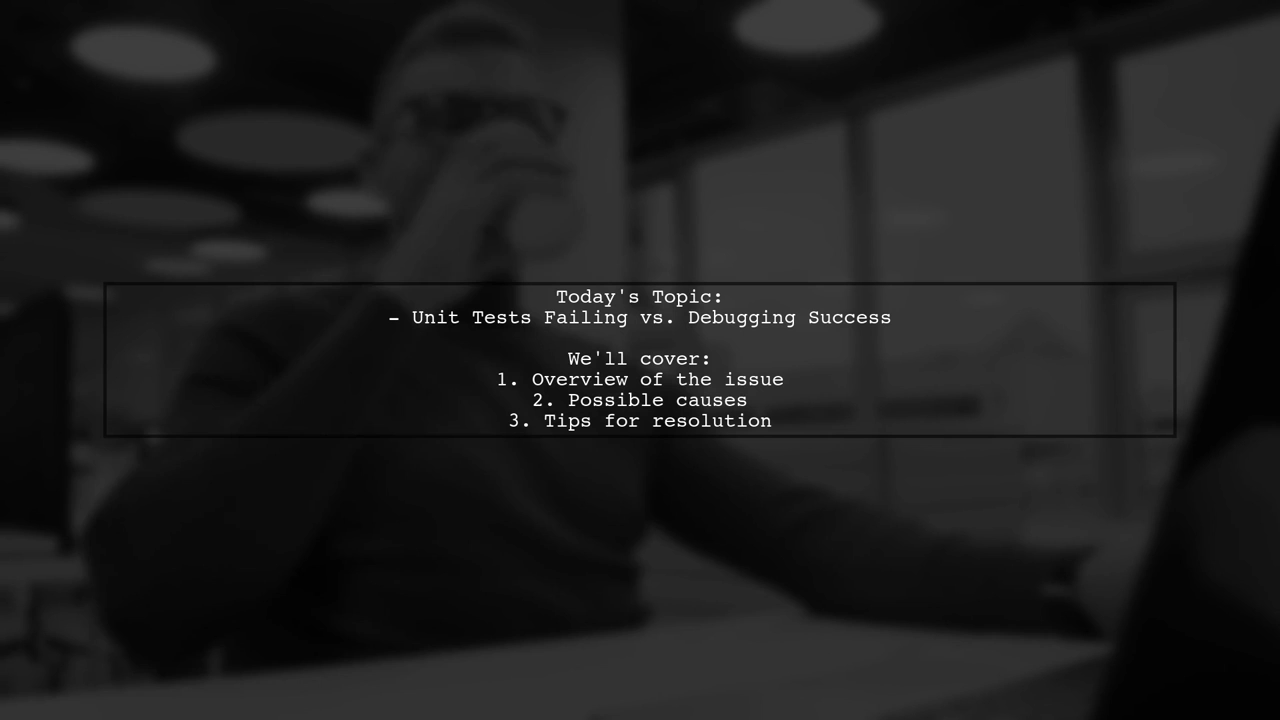 Today's Topic:
- Unit Tests Failing vs. Debugging Success
We'll cover:
1. Overview of the issue
2. Possible causes
3. Tips for resolution